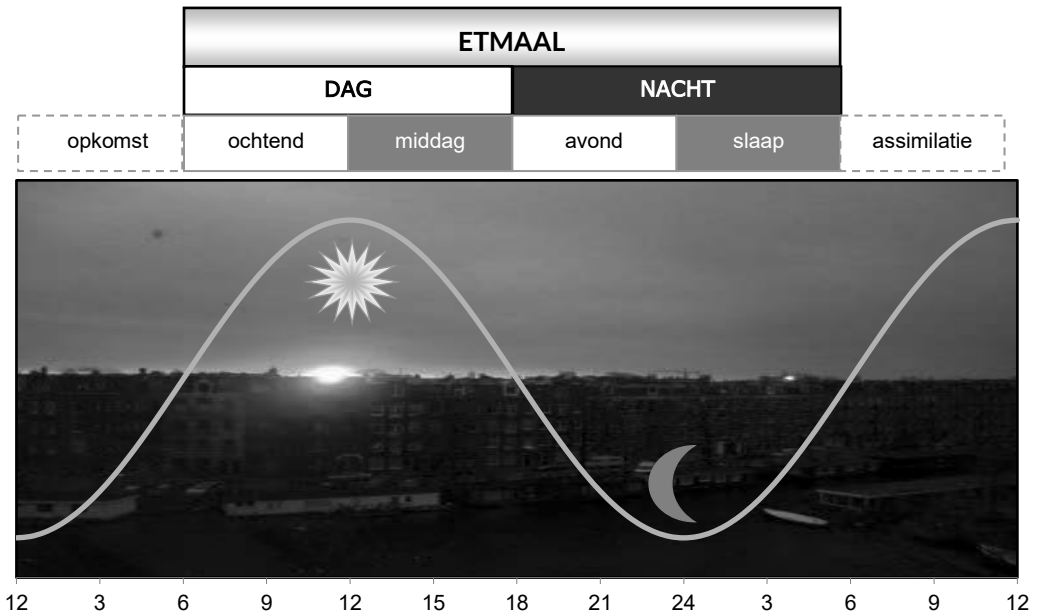 ETMAAL
DAG NACHT
opkomst ochtend middag avond slaap assimilatie
12 3 6 9 12 15 18 21 24 3 6 9 12